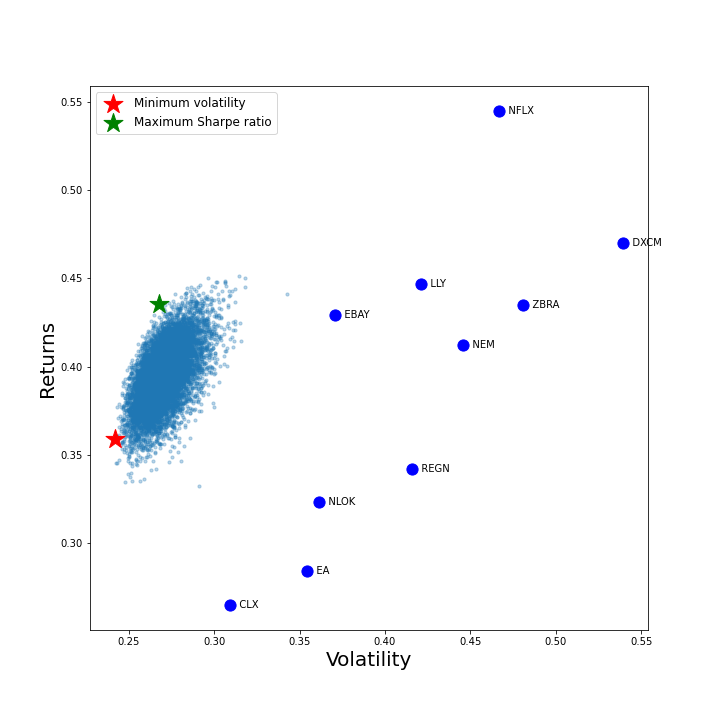 Minimum volatility
Maximum Sharpe ratio
0.55
0.50
0.45
0.40
0.35
0.30
Returns
NFLX
DXCM
LLY
ZBRA
EBAY
NEM
REGN
NLOK
EA
CLX
0.25
0.30
0.35
0.40
0.45
0.50
0.55
Volatility